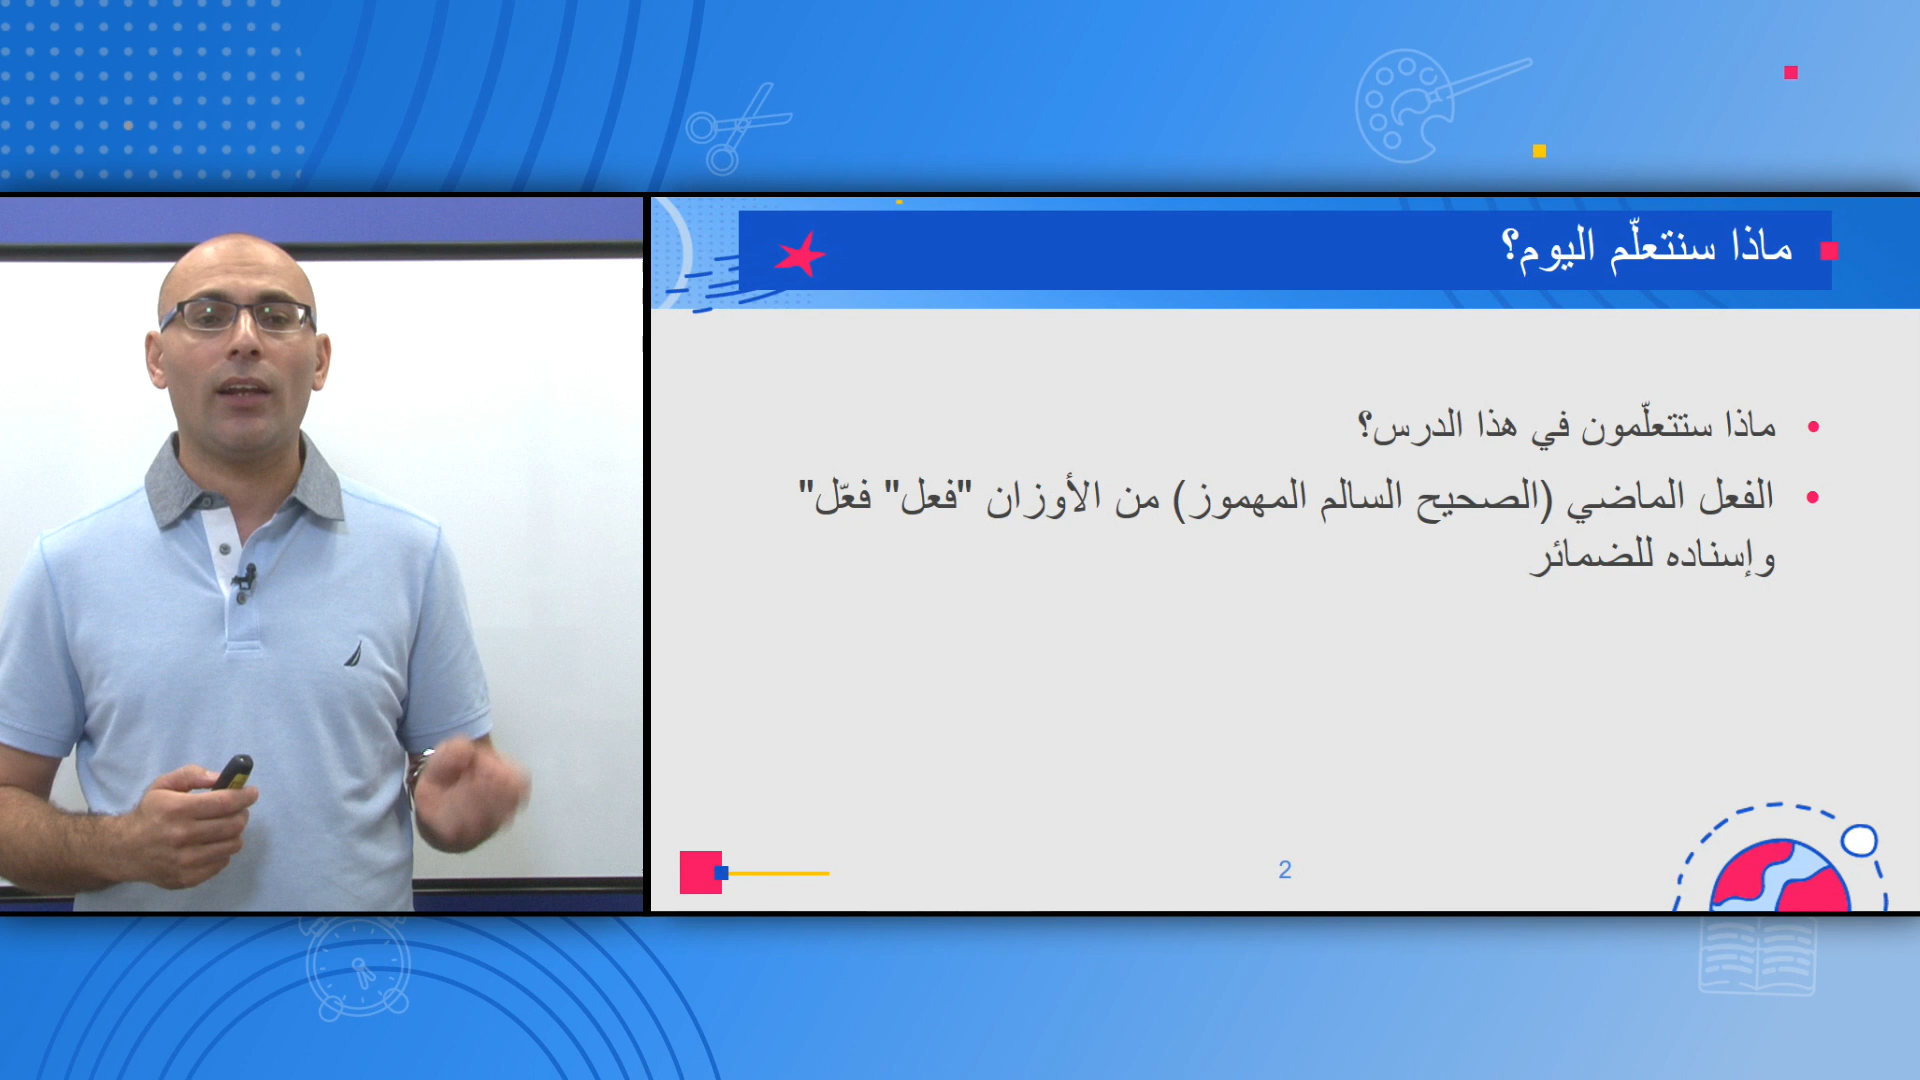 ماذا سنتعلّم اليوم؟
ماذا ستتعلّمون في هذا الدرس؟
الفعل الماضي (الصحيح السالم المهموز) من الأوزان "فعل" فعّل"
وإسناده للضمائر
2